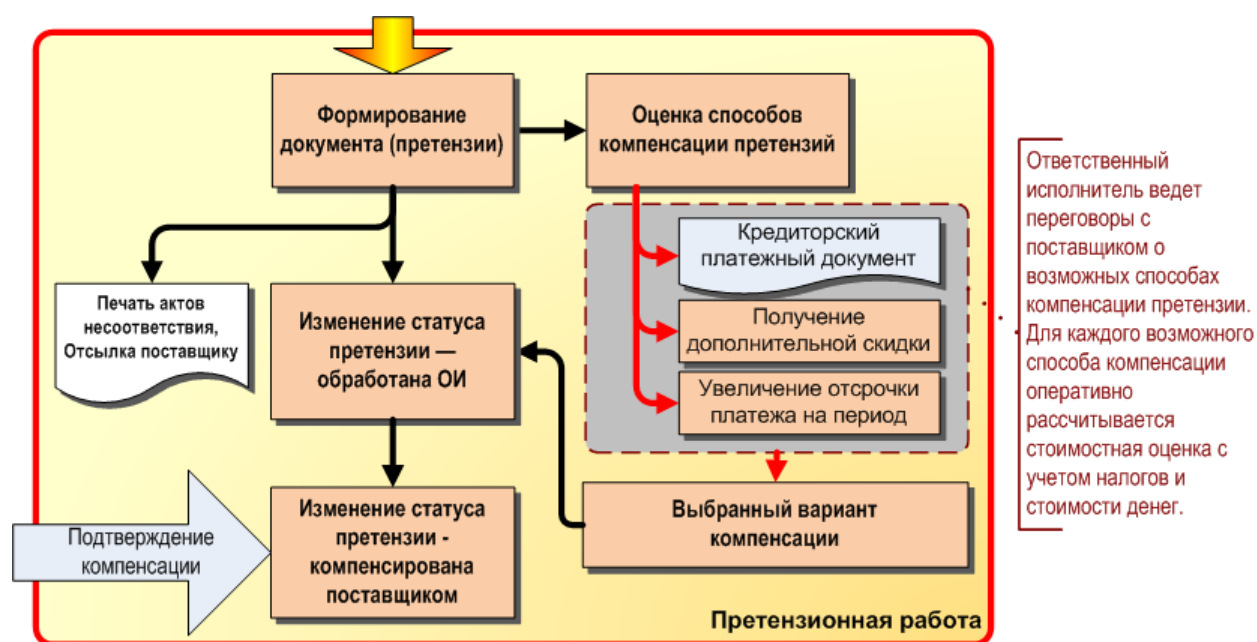 Формирование
документа (претензии)
Оценка способов
компенсации претензий
Кредиторский
платежный документ
Получение
дополнительной скидки
Увеличение отсрочки
платежа на период
Печать актов
несоответствия,
Отсылка поставщику
Изменение статуса
претензии —
обработана ОИ
Выбранный вариант
компенсации
Подтверждение
компенсации
Изменение статуса
претензии -
компенсирована
поставщиком
Претензионная работа
Ответственный
исполнитель ведет
переговоры с
поставщиком о
возможных способах
компенсации претензии.
Для каждого возможного
способа компенсации
оперативно
рассчитывается
стоимостная оценка с
учетом налогов и
стоимости денег.